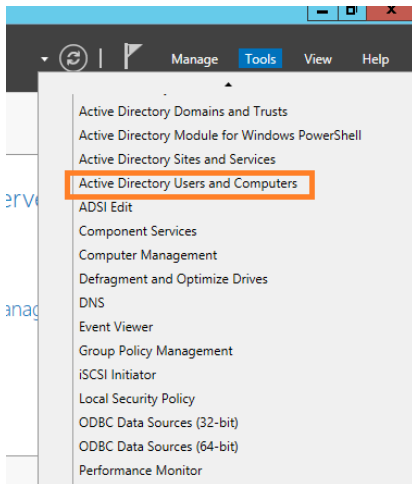 Manage Tools View Help
Active Directory Domains and Trusts
Active Directory Module for Windows PowerShell
Active Directory Sites and Services
Active Directory Users and Computers
ADSI Edit
Component Services
Computer Management
Defragment and Optimize Drives
DNS
Event Viewer
Group Policy Management
iSCSI Initiator
Local Security Policy
ODBC Data Sources (32-bit)
ODBC Data Sources (64-bit)
Performance Monitor